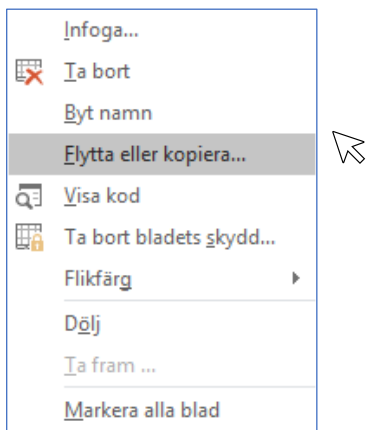 Infoga...
Ta bort
Byt namn
Flytta eller kopiera...
Visa kod
Ta bort bladets skydd...
Flikfärg
Dölj
Ta fram ...
Markera alla blad